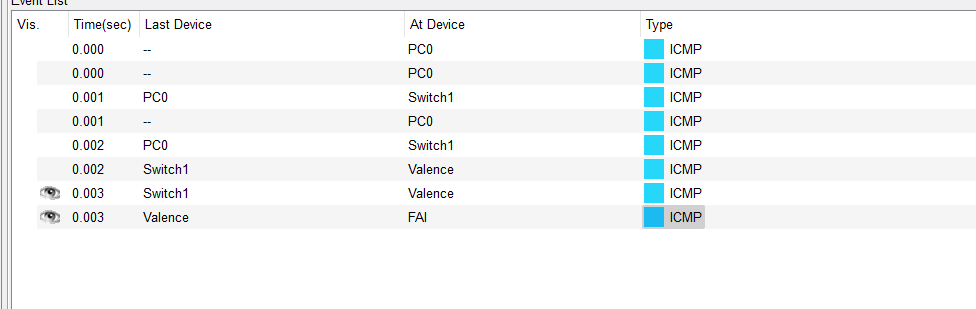 Event List
Vis. Time(sec) Last Device At Device Type
0.000 -- PC0 ICMP
0.000 -- PC0 ICMP
0.001 PC0 Switch1 ICMP
0.001 -- PC0 ICMP
0.002 PC0 Switch1 ICMP
0.002 Switch1 Valence ICMP
0.003 Switch1 Valence ICMP
0.003 Valence FAI ICMP